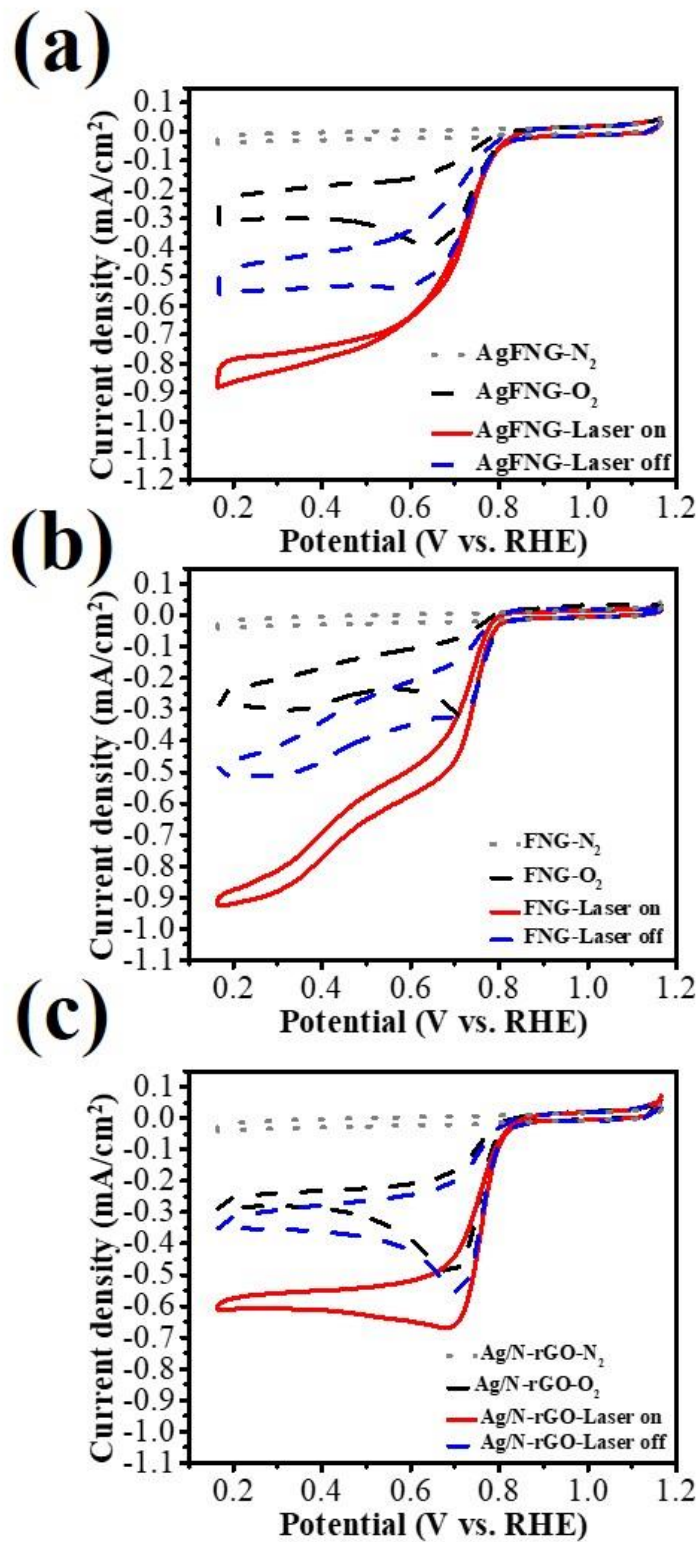 (a)
Current density (mA/cm²)
0.1
0.0
-0.1
-0.2
-0.3
-0.4
-0.5
-0.6
-0.7
-0.8
-0.9
-1.0
-1.1
-1.2
AgFNG-N₂
AgFNG-O₂
AgFNG-Laser on
AgFNG-Laser off
0.2 0.4 0.6 0.8 1.0 1.2
Potential (V vs. RHE)
(b)
Current density (mA/cm²)
0.1
0.0
-0.1
-0.2
-0.3
-0.4
-0.5
-0.6
-0.7
-0.8
-0.9
-1.0
-1.1
FNG-N₂
FNG-O₂
FNG-Laser on
FNG-Laser off
0.2 0.4 0.6 0.8 1.0 1.2
Potential (V vs. RHE)
(c)
Current density (mA/cm²)
0.1
0.0
-0.1
-0.2
-0.3
-0.4
-0.5
-0.6
-0.7
-0.8
-0.9
-1.0
-1.1
Ag/N-rGO-N₂
Ag/N-rGO-O₂
Ag/N-rGO-Laser on
Ag/N-rGO-Laser off
0.2 0.4 0.6 0.8 1.0 1.2
Potential (V vs. RHE)